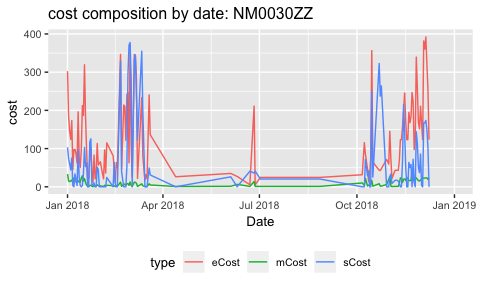 cost composition by date: NM0030ZZ
400
300
200
100
0
cost
Jan 2018 Apr 2018 Jul 2018 Oct 2018 Jan 2019
Date
type eCost mCost sCost